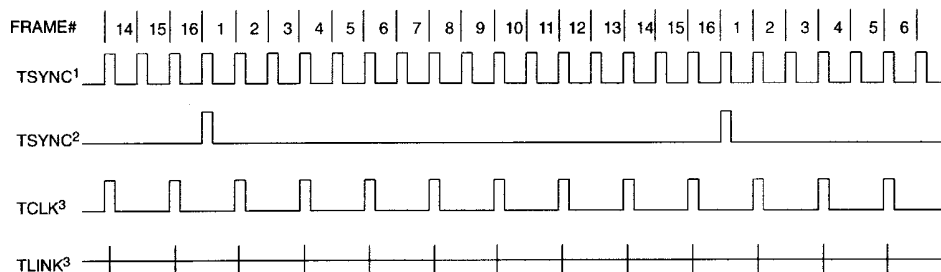 FRAME# 14 15 16 1 2 3 4 5 6 7 8 9 10 11 12 13 14 15 16 1 2 3 4 5 6
TSYNC¹
TSYNC²
TCLK³
TLINK³